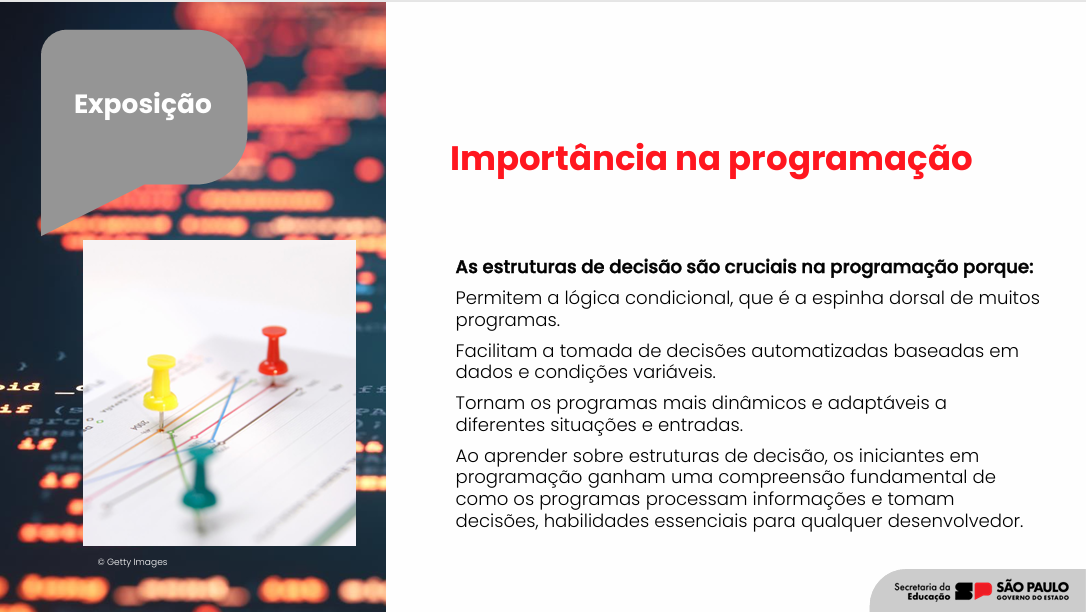 Exposição
Importância na programação
As estruturas de decisão são cruciais na programação porque:
Permitem a lógica condicional, que é a espinha dorsal de muitos
programas.
Facilitam a tomada de decisões automatizadas baseadas em
dados e condições variáveis.
Tornam os programas mais dinâmicos e adaptáveis a
diferentes situações e entradas.
Ao aprender sobre estruturas de decisão, os iniciantes em
programação ganham uma compreensão fundamental de
como os programas processam informações e tomam
decisões, habilidades essenciais para qualquer desenvolvedor.
if
if
if
© Getty Images
Secretaria da
Educação
SÃO PAULO
GOVERNO DO ESTADO